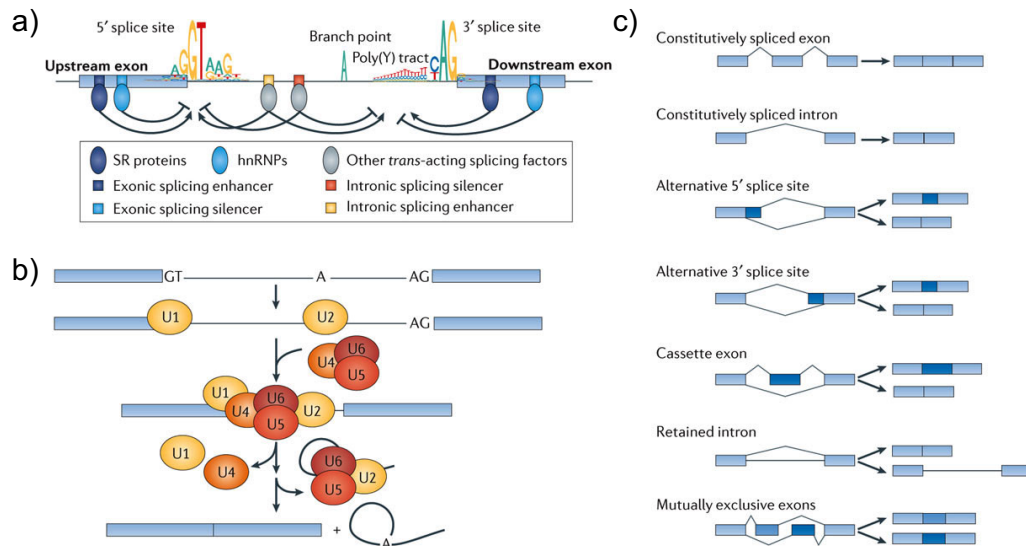 a)
5′ splice site
3′ splice site
Branch point
Poly(Y) tract
Upstream exon
Downstream exon
AGGTAAGT
A
CAG
SR proteins
hnRNPs
Other trans-acting splicing factors
Exonic splicing enhancer
Intronic splicing silencer
Exonic splicing silencer
Intronic splicing enhancer
b)
GT
A
AG
U1
U2
AG
U4
U6
U5
U1
U4
U6
U5
U2
U1
U4
U6
U5
U2
+
A
c)
Constitutively spliced exon
Constitutively spliced intron
Alternative 5′ splice site
Alternative 3′ splice site
Cassette exon
Retained intron
Mutually exclusive exons